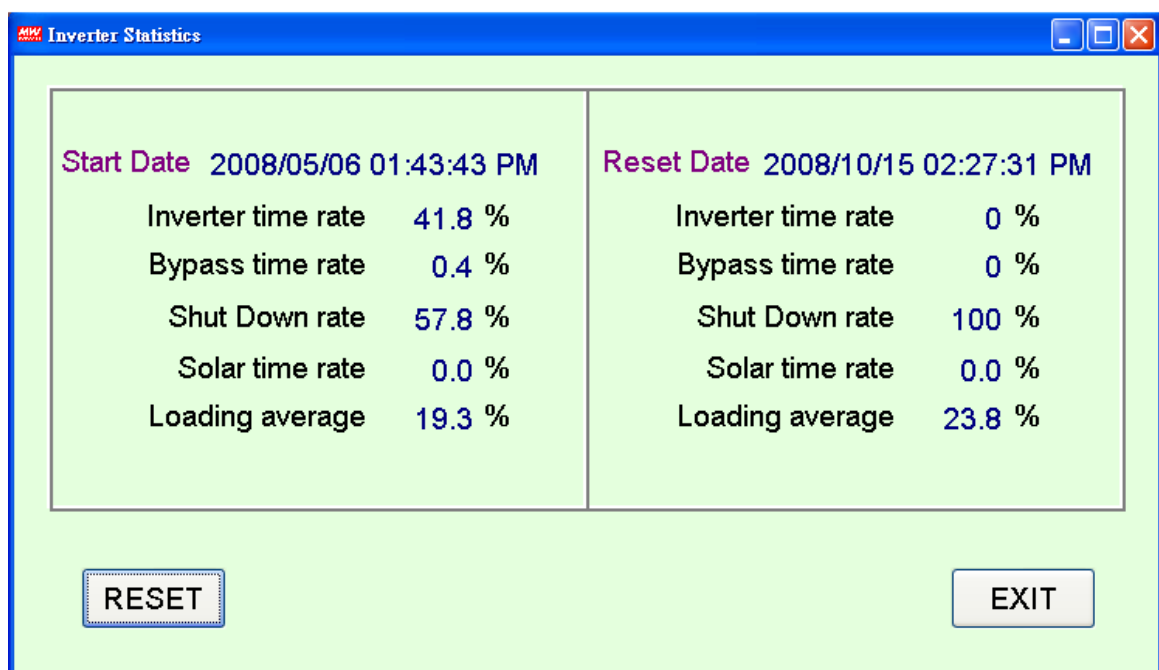 MW Inverter Statistics
Start Date 2008/05/06 01:43:43 PM
Inverter time rate 41.8 %
Bypass time rate 0.4 %
Shut Down rate 57.8 %
Solar time rate 0.0 %
Loading average 19.3 %
Reset Date 2008/10/15 02:27:31 PM
Inverter time rate 0 %
Bypass time rate 0 %
Shut Down rate 100 %
Solar time rate 0.0 %
Loading average 23.8 %
RESET
EXIT